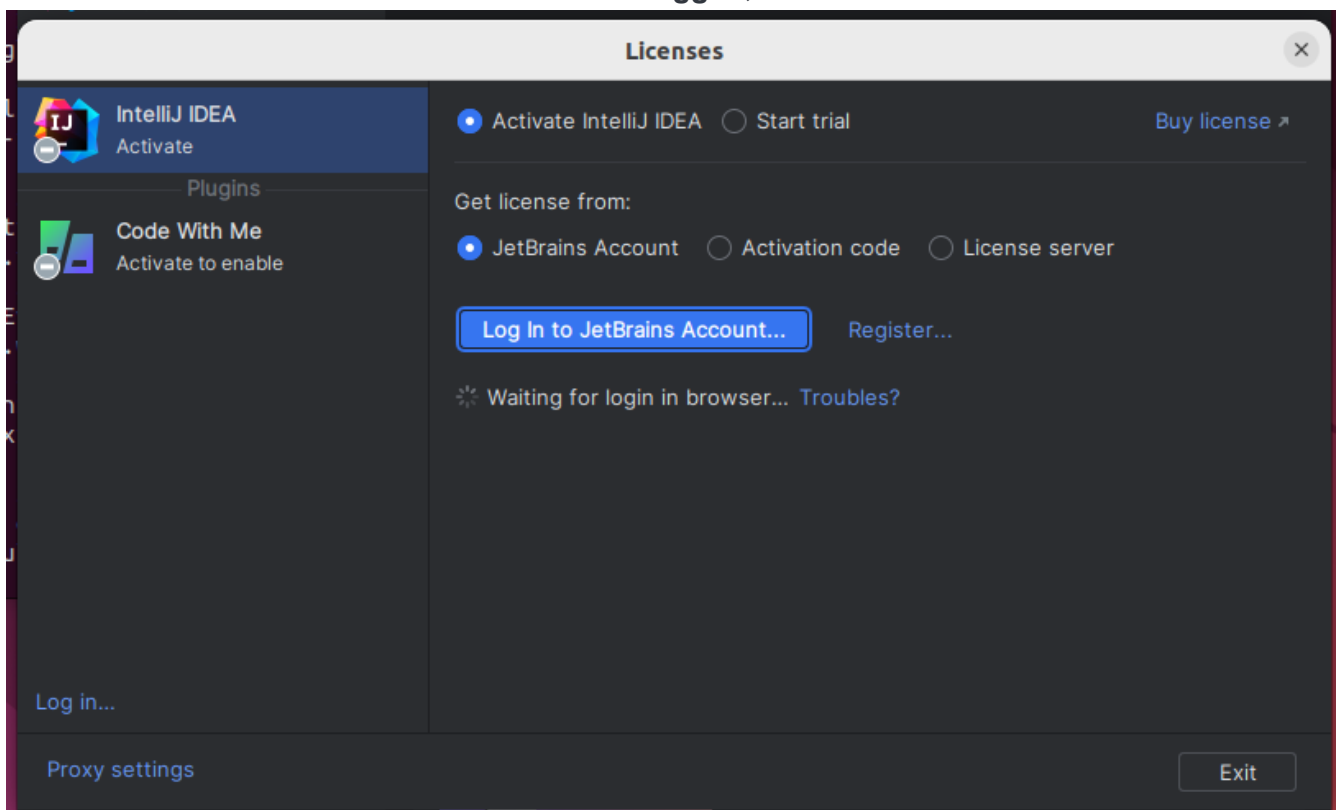 Licenses
IntelliJ IDEA
Activate
Plugins
Code With Me
Activate to enable
Log in...
Activate IntelliJ IDEA Start trial Buy license
Get license from:
JetBrains Account Activation code License server
Log In to JetBrains Account... Register...
Waiting for login in browser... Troubles?
Proxy settings Exit